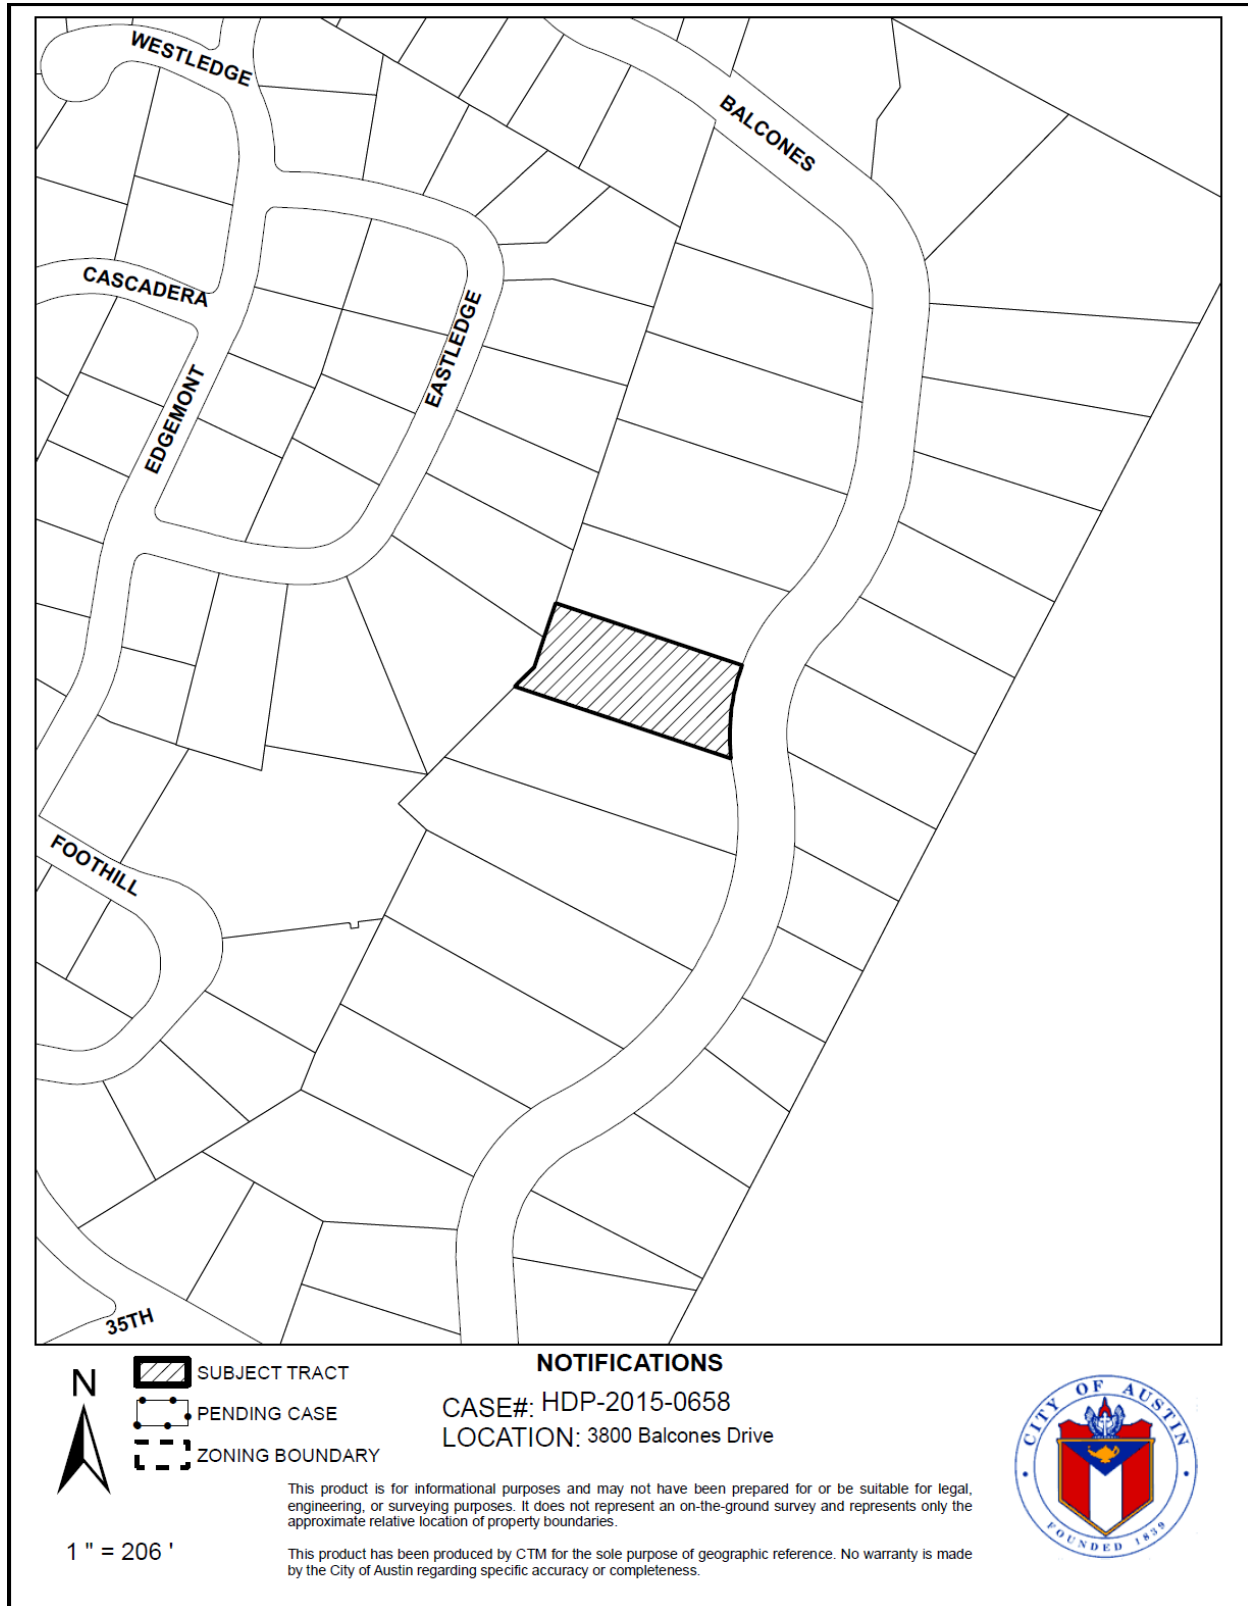 WESTLEDGE
BALCONES
CASCADERA
EASTLEDGE
EDGEMONT
FOOTHILL
35TH
N
SUBJECT TRACT
PENDING CASE
ZONING BOUNDARY
1 " = 206 '
NOTIFICATIONS
CASE#: HDP-2015-0658
LOCATION: 3800 Balcones Drive
This product is for informational purposes and may not have been prepared for or be suitable for legal,
engineering, or surveying purposes. It does not represent an on-the-ground survey and represents only the
approximate relative location of property boundaries.
This product has been produced by CTM for the sole purpose of geographic reference. No warranty is made
by the City of Austin regarding specific accuracy or completeness.
CITY OF AUSTIN
FOUNDED 1839